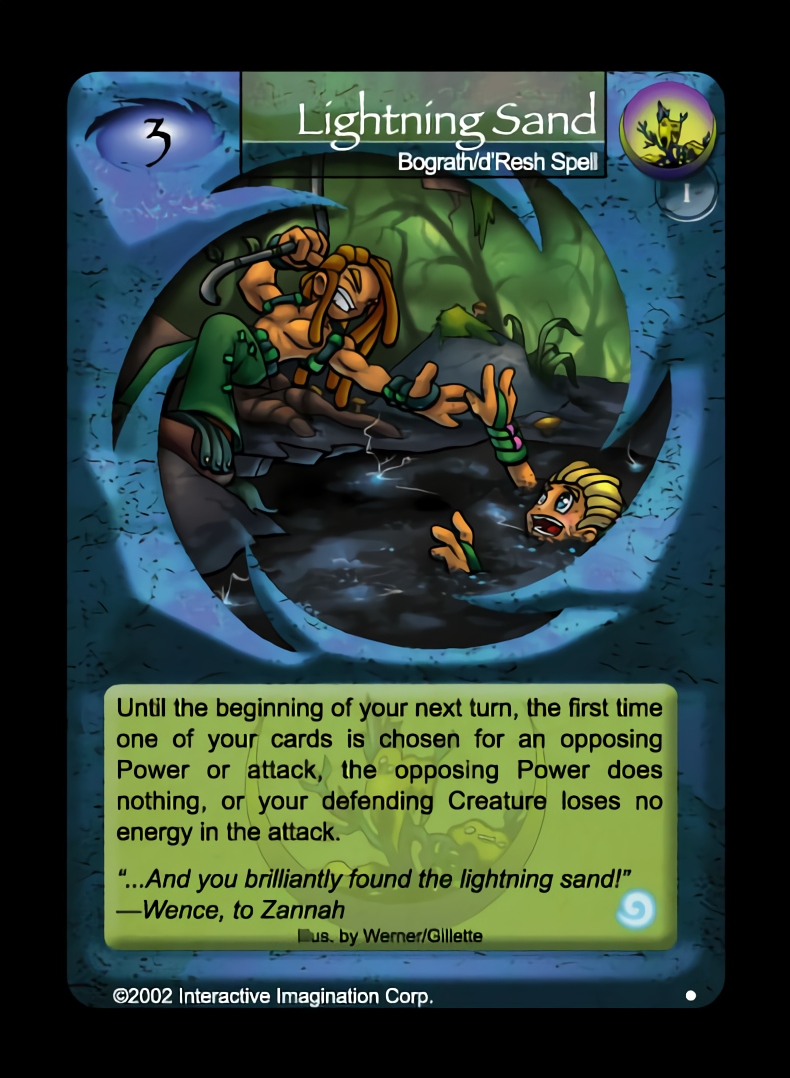 3
Lightning Sand
Bograth/d'Resh Spell
I
Until the beginning of your next turn, the first time
one of your cards is chosen for an opposing
Power or attack, the opposing Power does
nothing, or your defending Creature loses no
energy in the attack.
“...And you brilliantly found the lightning sand!”
—Wence, to Zannah
Illus. by Werner/Gillette
©2002 Interactive Imagination Corp.